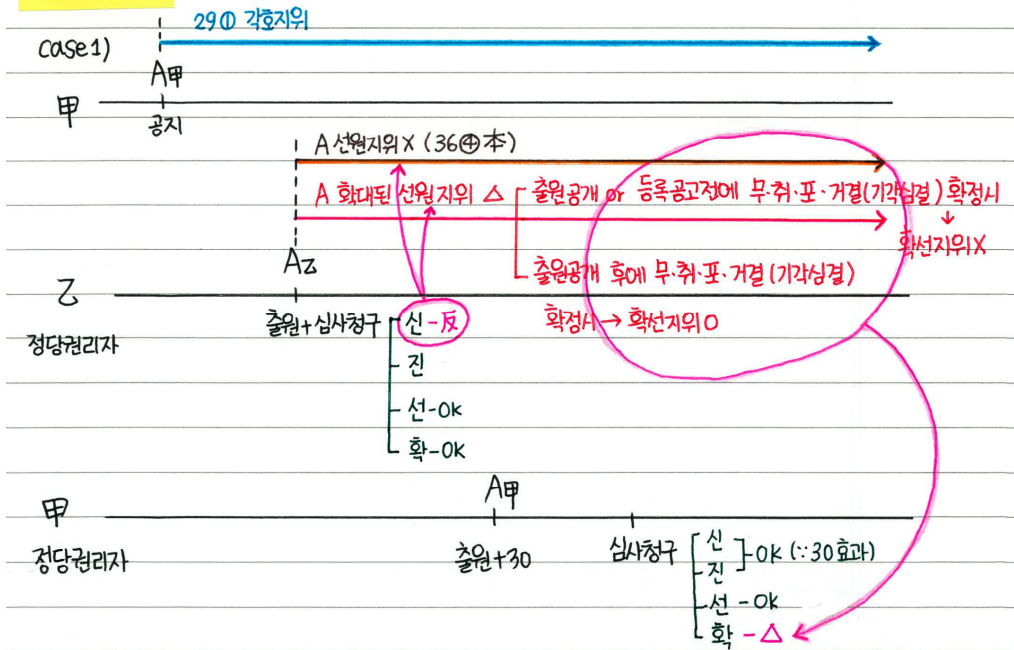 29① 각호지위
case1)
A甲
甲
공지
A 선원지위 X (36④本)
A 확대된 선원지위 △
출원공개 or 등록공고전에 무·취·포·거결(기각심결) 확정시
↓
확선지위X
A乙
출원공개 후에 무·취·포·거결(기각심결)
乙
출원+심사청구
신-反
확정시→ 확선지위O
정당권리자
진
선-OK
확-OK
A甲
甲
정당권리자
출원+30
심사청구
신
진
OK (∵30효과)
선-OK
확-△